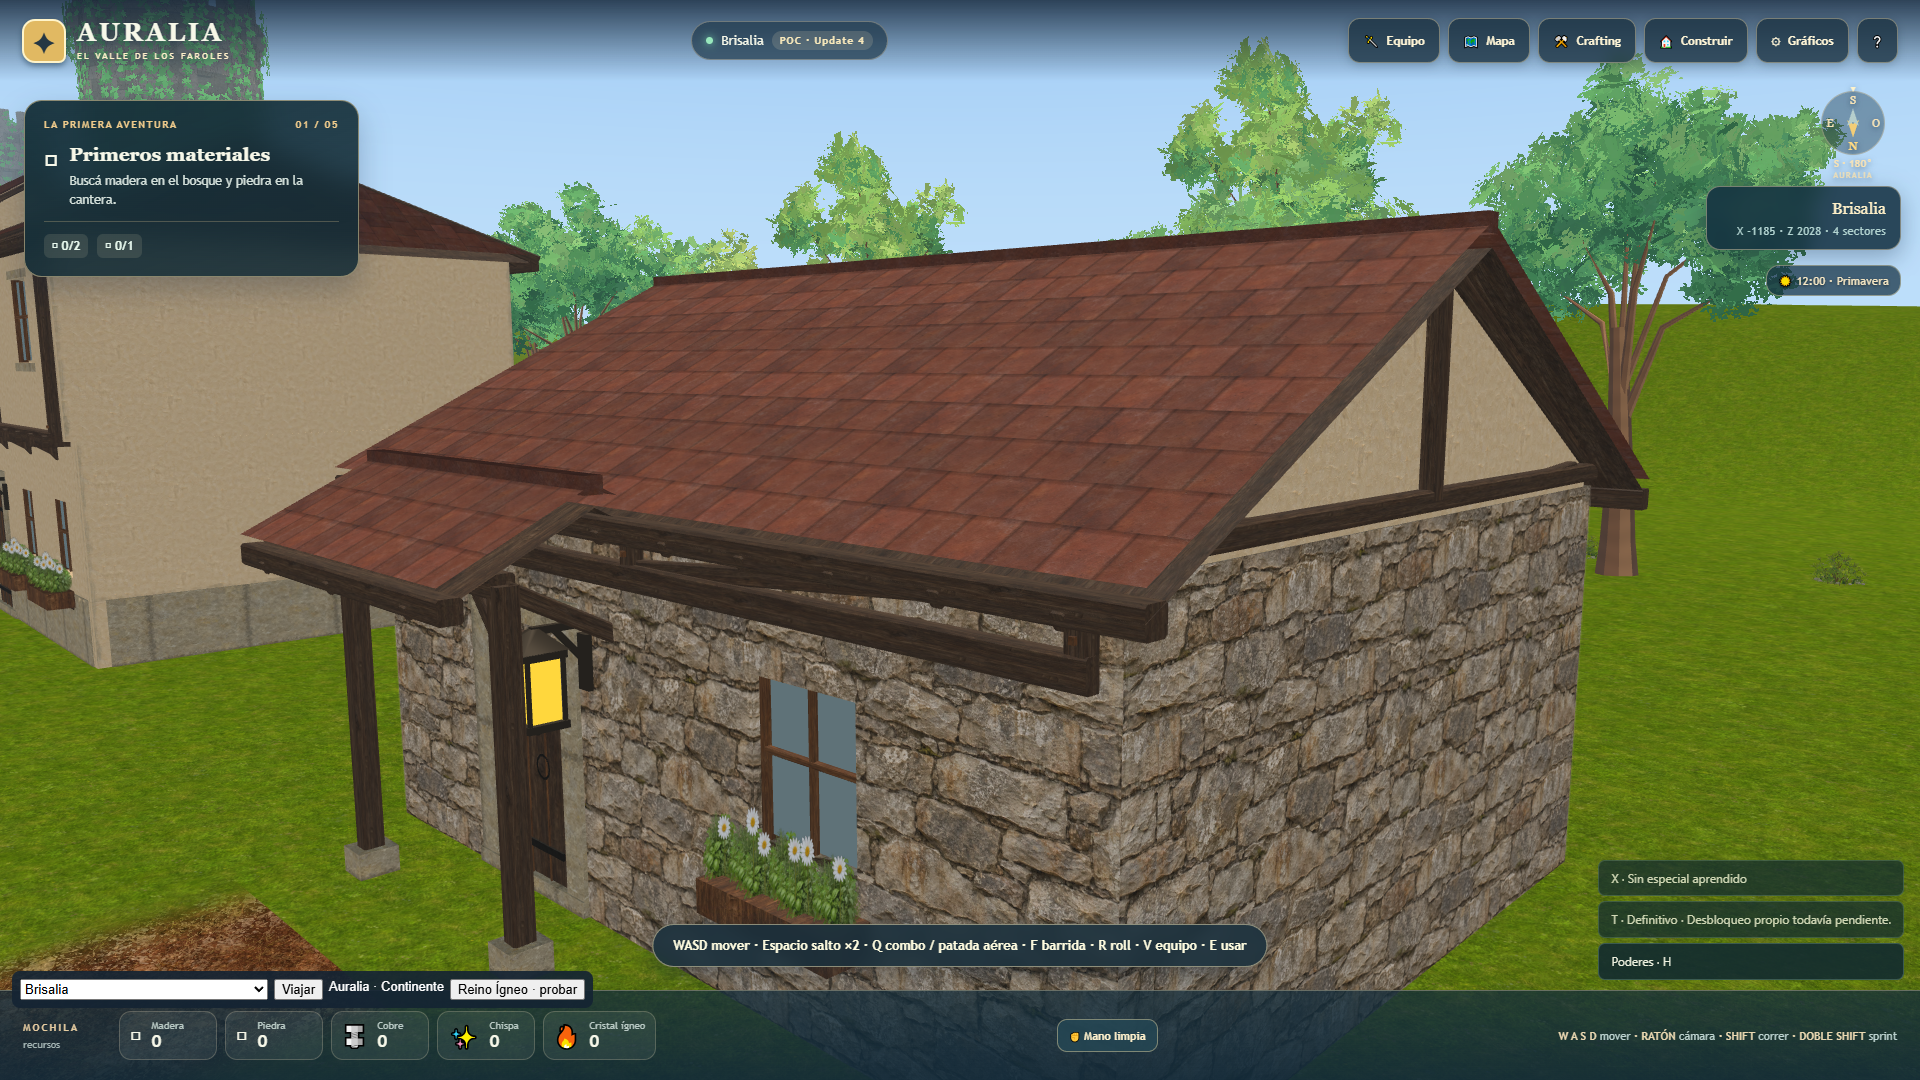 AURALIA
EL VALLE DE LOS FAROLES
Brisalia POC • Update 4
Equipo
Mapa
Crafting
Construir
Gráficos
?
LA PRIMERA AVENTURA 01 / 05
Primeros materiales
Buscá madera en el bosque y piedra en la
cantera.
0/2 0/1
S
E O
N
S · 180°
AURALIA
Brisalia
X -1185 · Z 2028 · 4 sectores
12:00 · Primavera
X · Sin especial aprendido
T · Definitivo · Desbloqueo propio todavía pendiente.
Poderes · H
WASD mover · Espacio salto ×2 · Q combo / patada aérea · F barrida · R roll · V equipo · E usar
Brisalia Viajar Auralia · Continente Reino Ígneo · probar
MOCHILA
recursos
Madera
0
Piedra
0
Cobre
0
Chispa
0
Cristal ígneo
0
Mano limpia
W A S D mover · RATÓN cámara · SHIFT correr · DOBLE SHIFT sprint